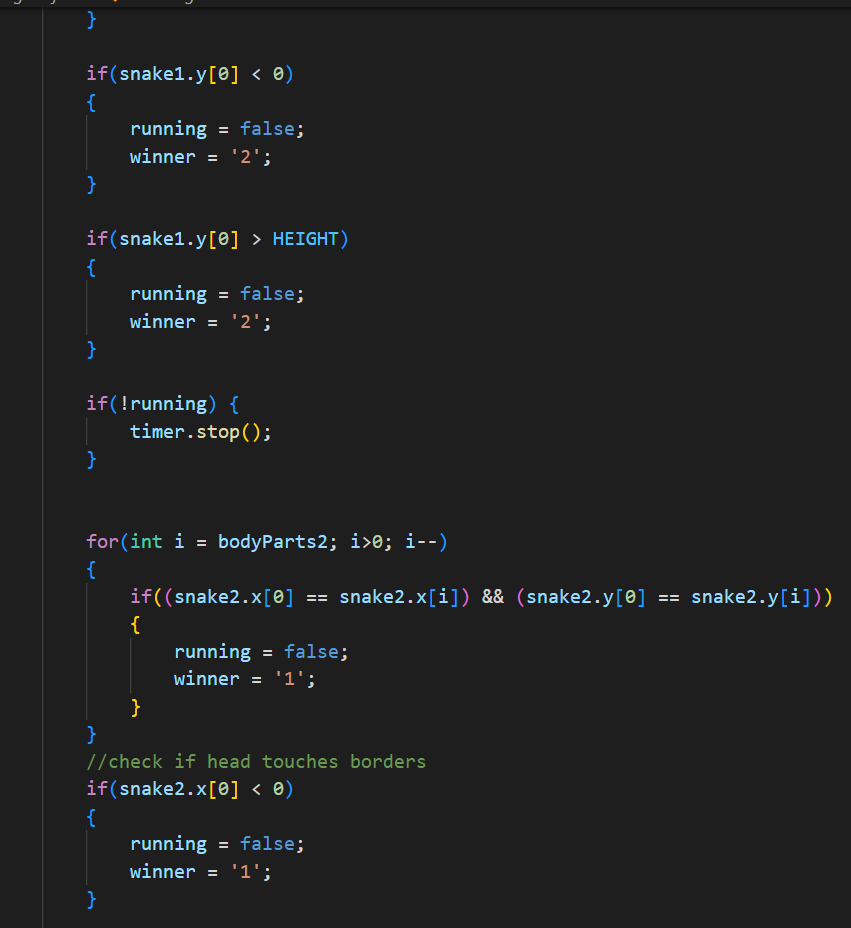 }
if(snake1.y[0] < 0)
{
running = false;
winner = '2';
}
if(snake1.y[0] > HEIGHT)
{
running = false;
winner = '2';
}
if(!running) {
timer.stop();
}
for(int i = bodyParts2; i>0; i--)
{
if((snake2.x[0] == snake2.x[i]) && (snake2.y[0] == snake2.y[i]))
{
running = false;
winner = '1';
}
}
//check if head touches borders
if(snake2.x[0] < 0)
{
running = false;
winner = '1';
}